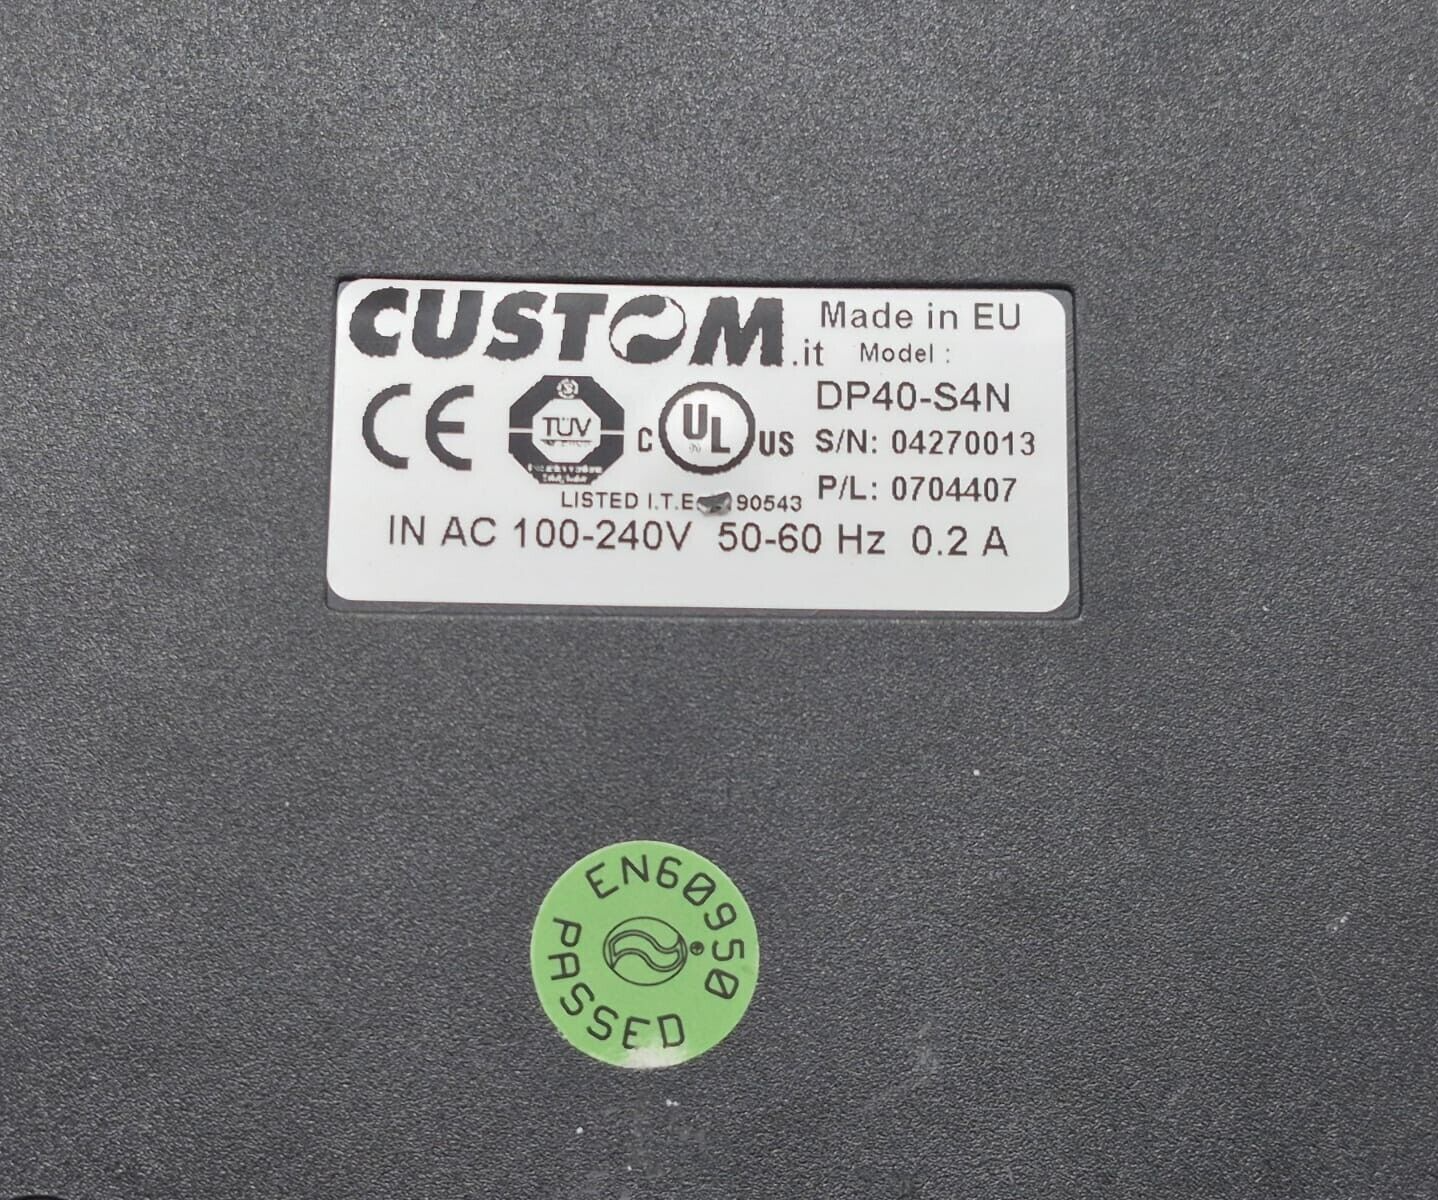 CUSTOM.it
Made in EU
Model :
DP40-S4N
CE
TÜV
C UL US
S/N: 04270013
P/L: 0704407
LISTED I.T.E 90543
IN AC 100-240V 50-60 Hz 0.2 A
EN60950
PASSED